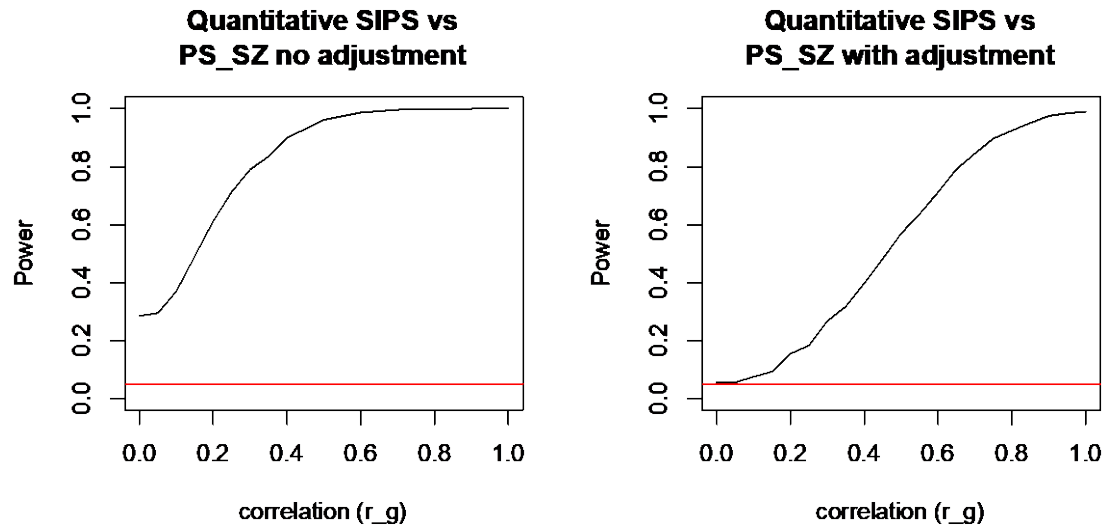 Quantitative SIPS vs
PS_SZ no adjustment
Power
0.0
0.2
0.4
0.6
0.8
1.0
0.0 0.2 0.4 0.6 0.8 1.0
correlation (r_g)
Quantitative SIPS vs
PS_SZ with adjustment
Power
0.0
0.2
0.4
0.6
0.8
1.0
0.0 0.2 0.4 0.6 0.8 1.0
correlation (r_g)